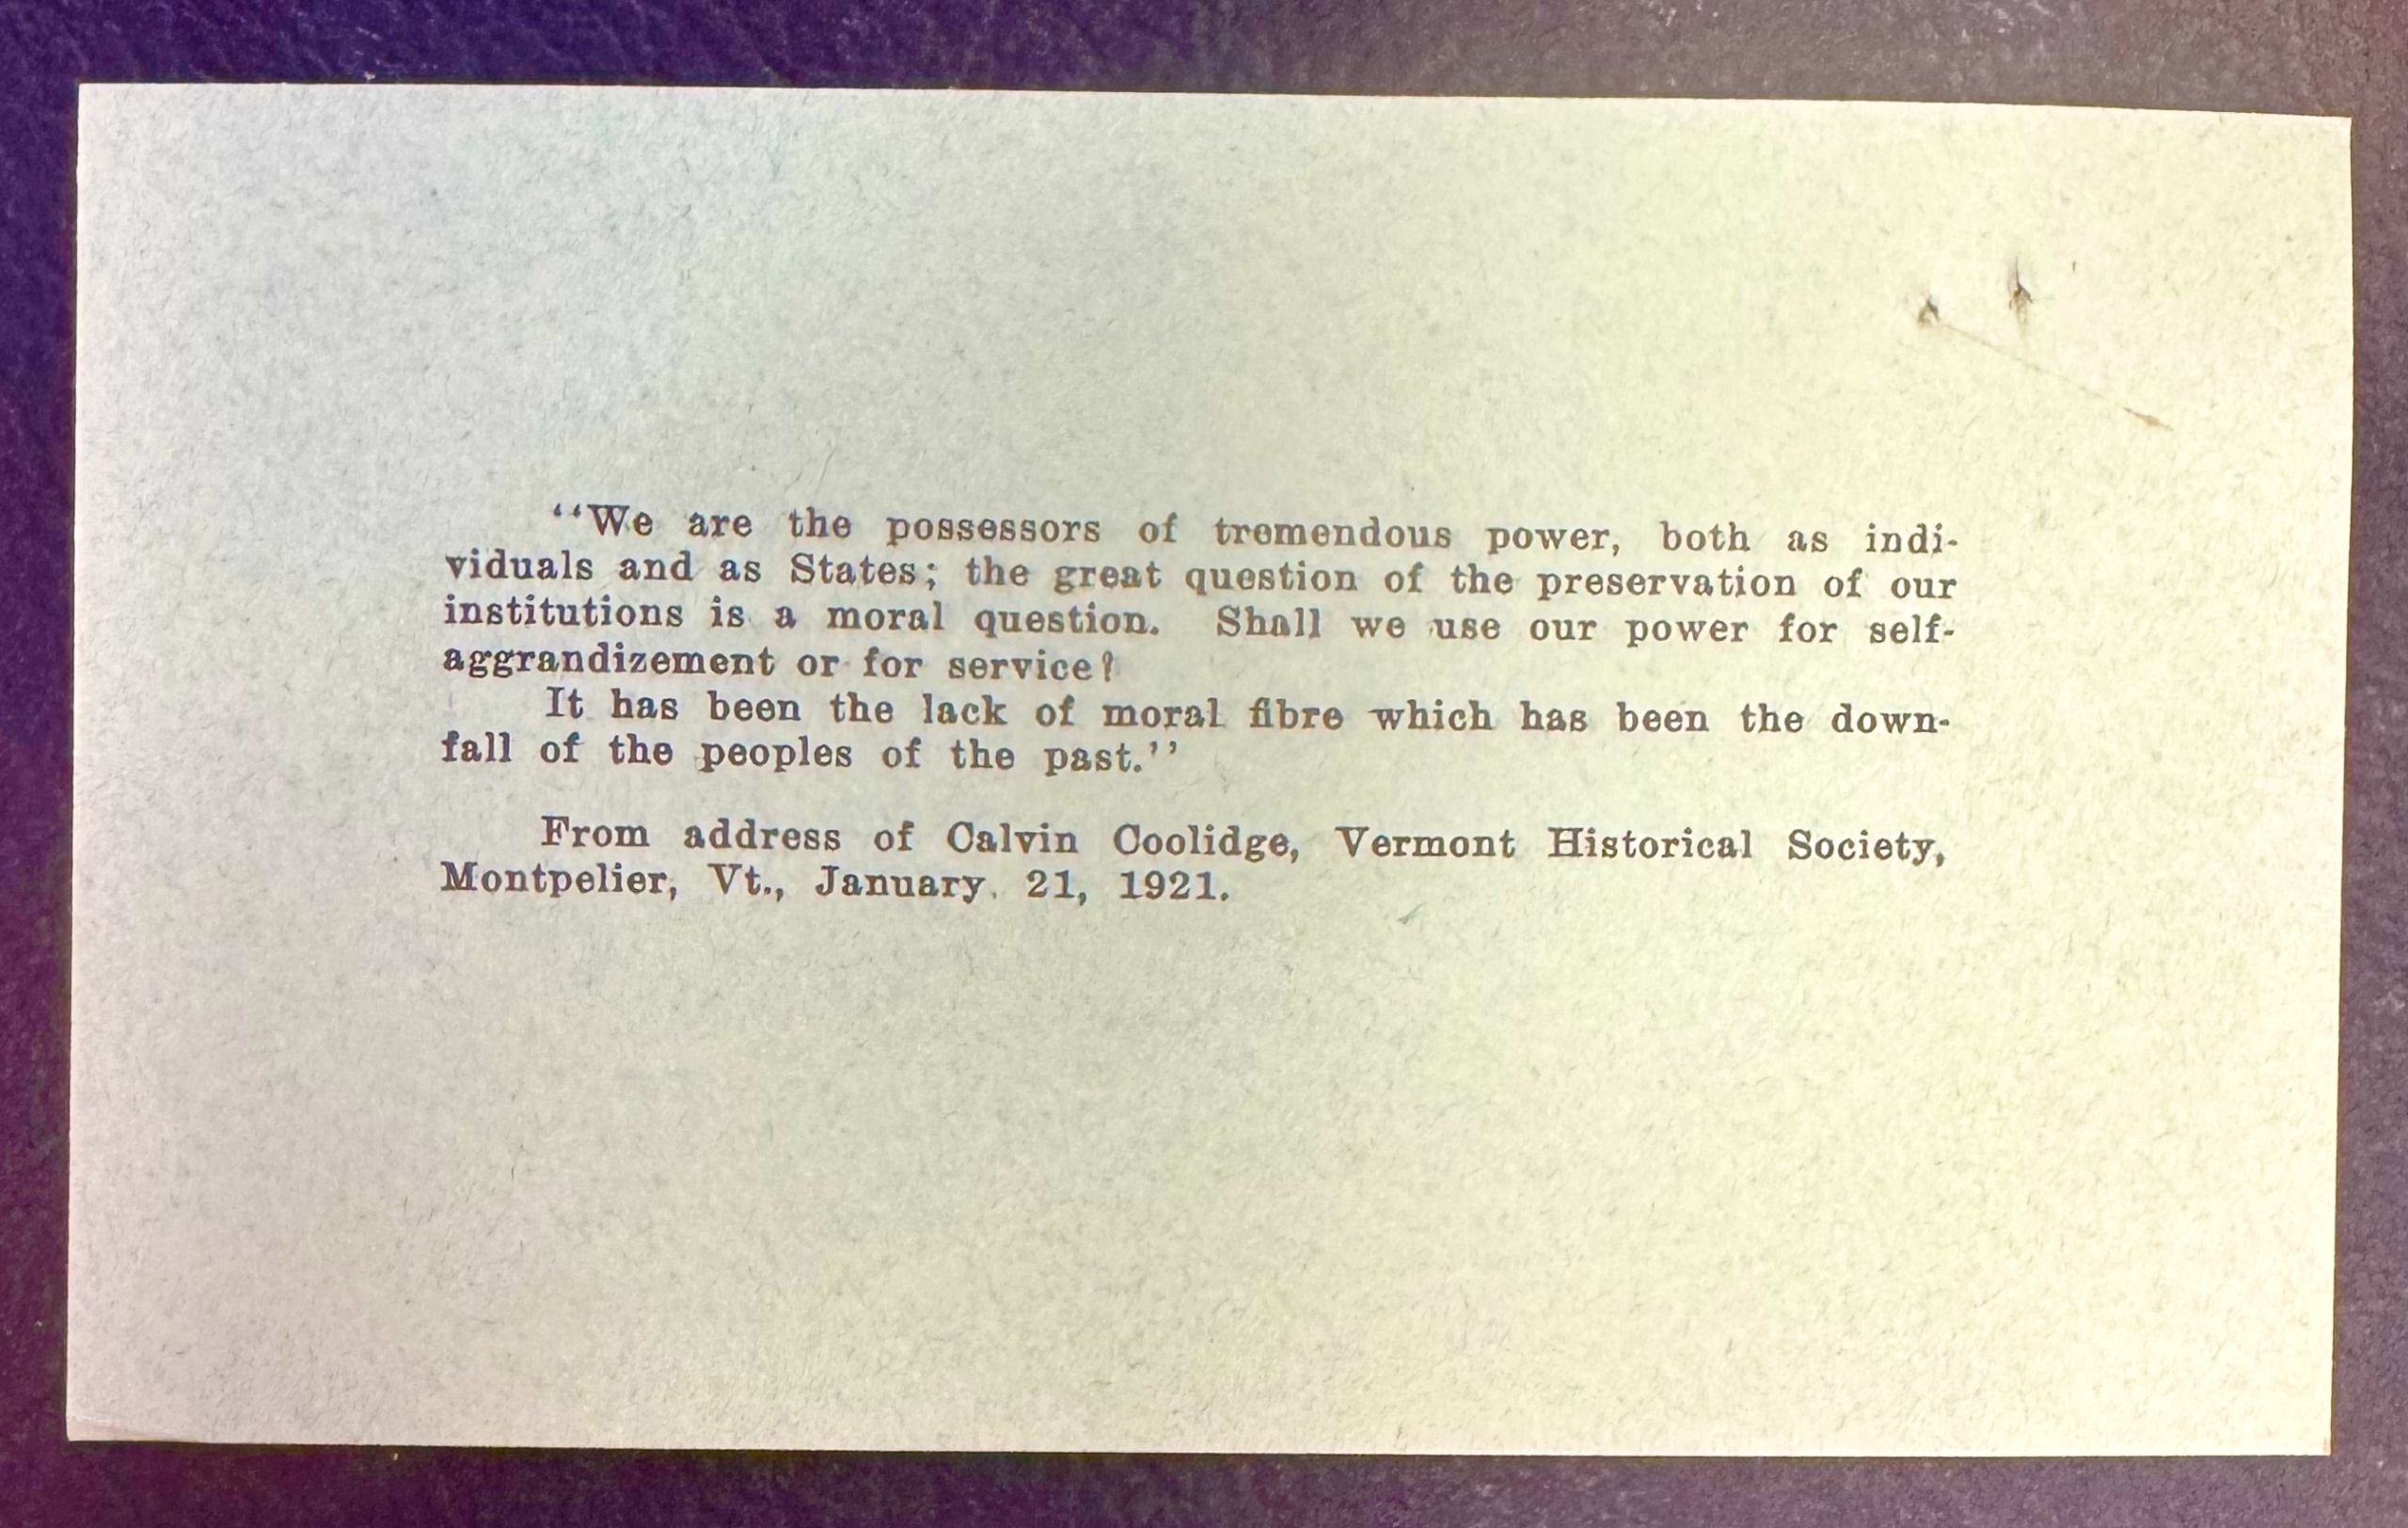 ‘‘We are the possessors of tremendous power, both as indi-
viduals and as States; the great question of the preservation of our
institutions is a moral question. Shall we use our power for self-
aggrandizement or for service?
It has been the lack of moral fibre which has been the down-
fall of the peoples of the past.’’
From address of Calvin Coolidge, Vermont Historical Society,
Montpelier, Vt., January. 21, 1921.